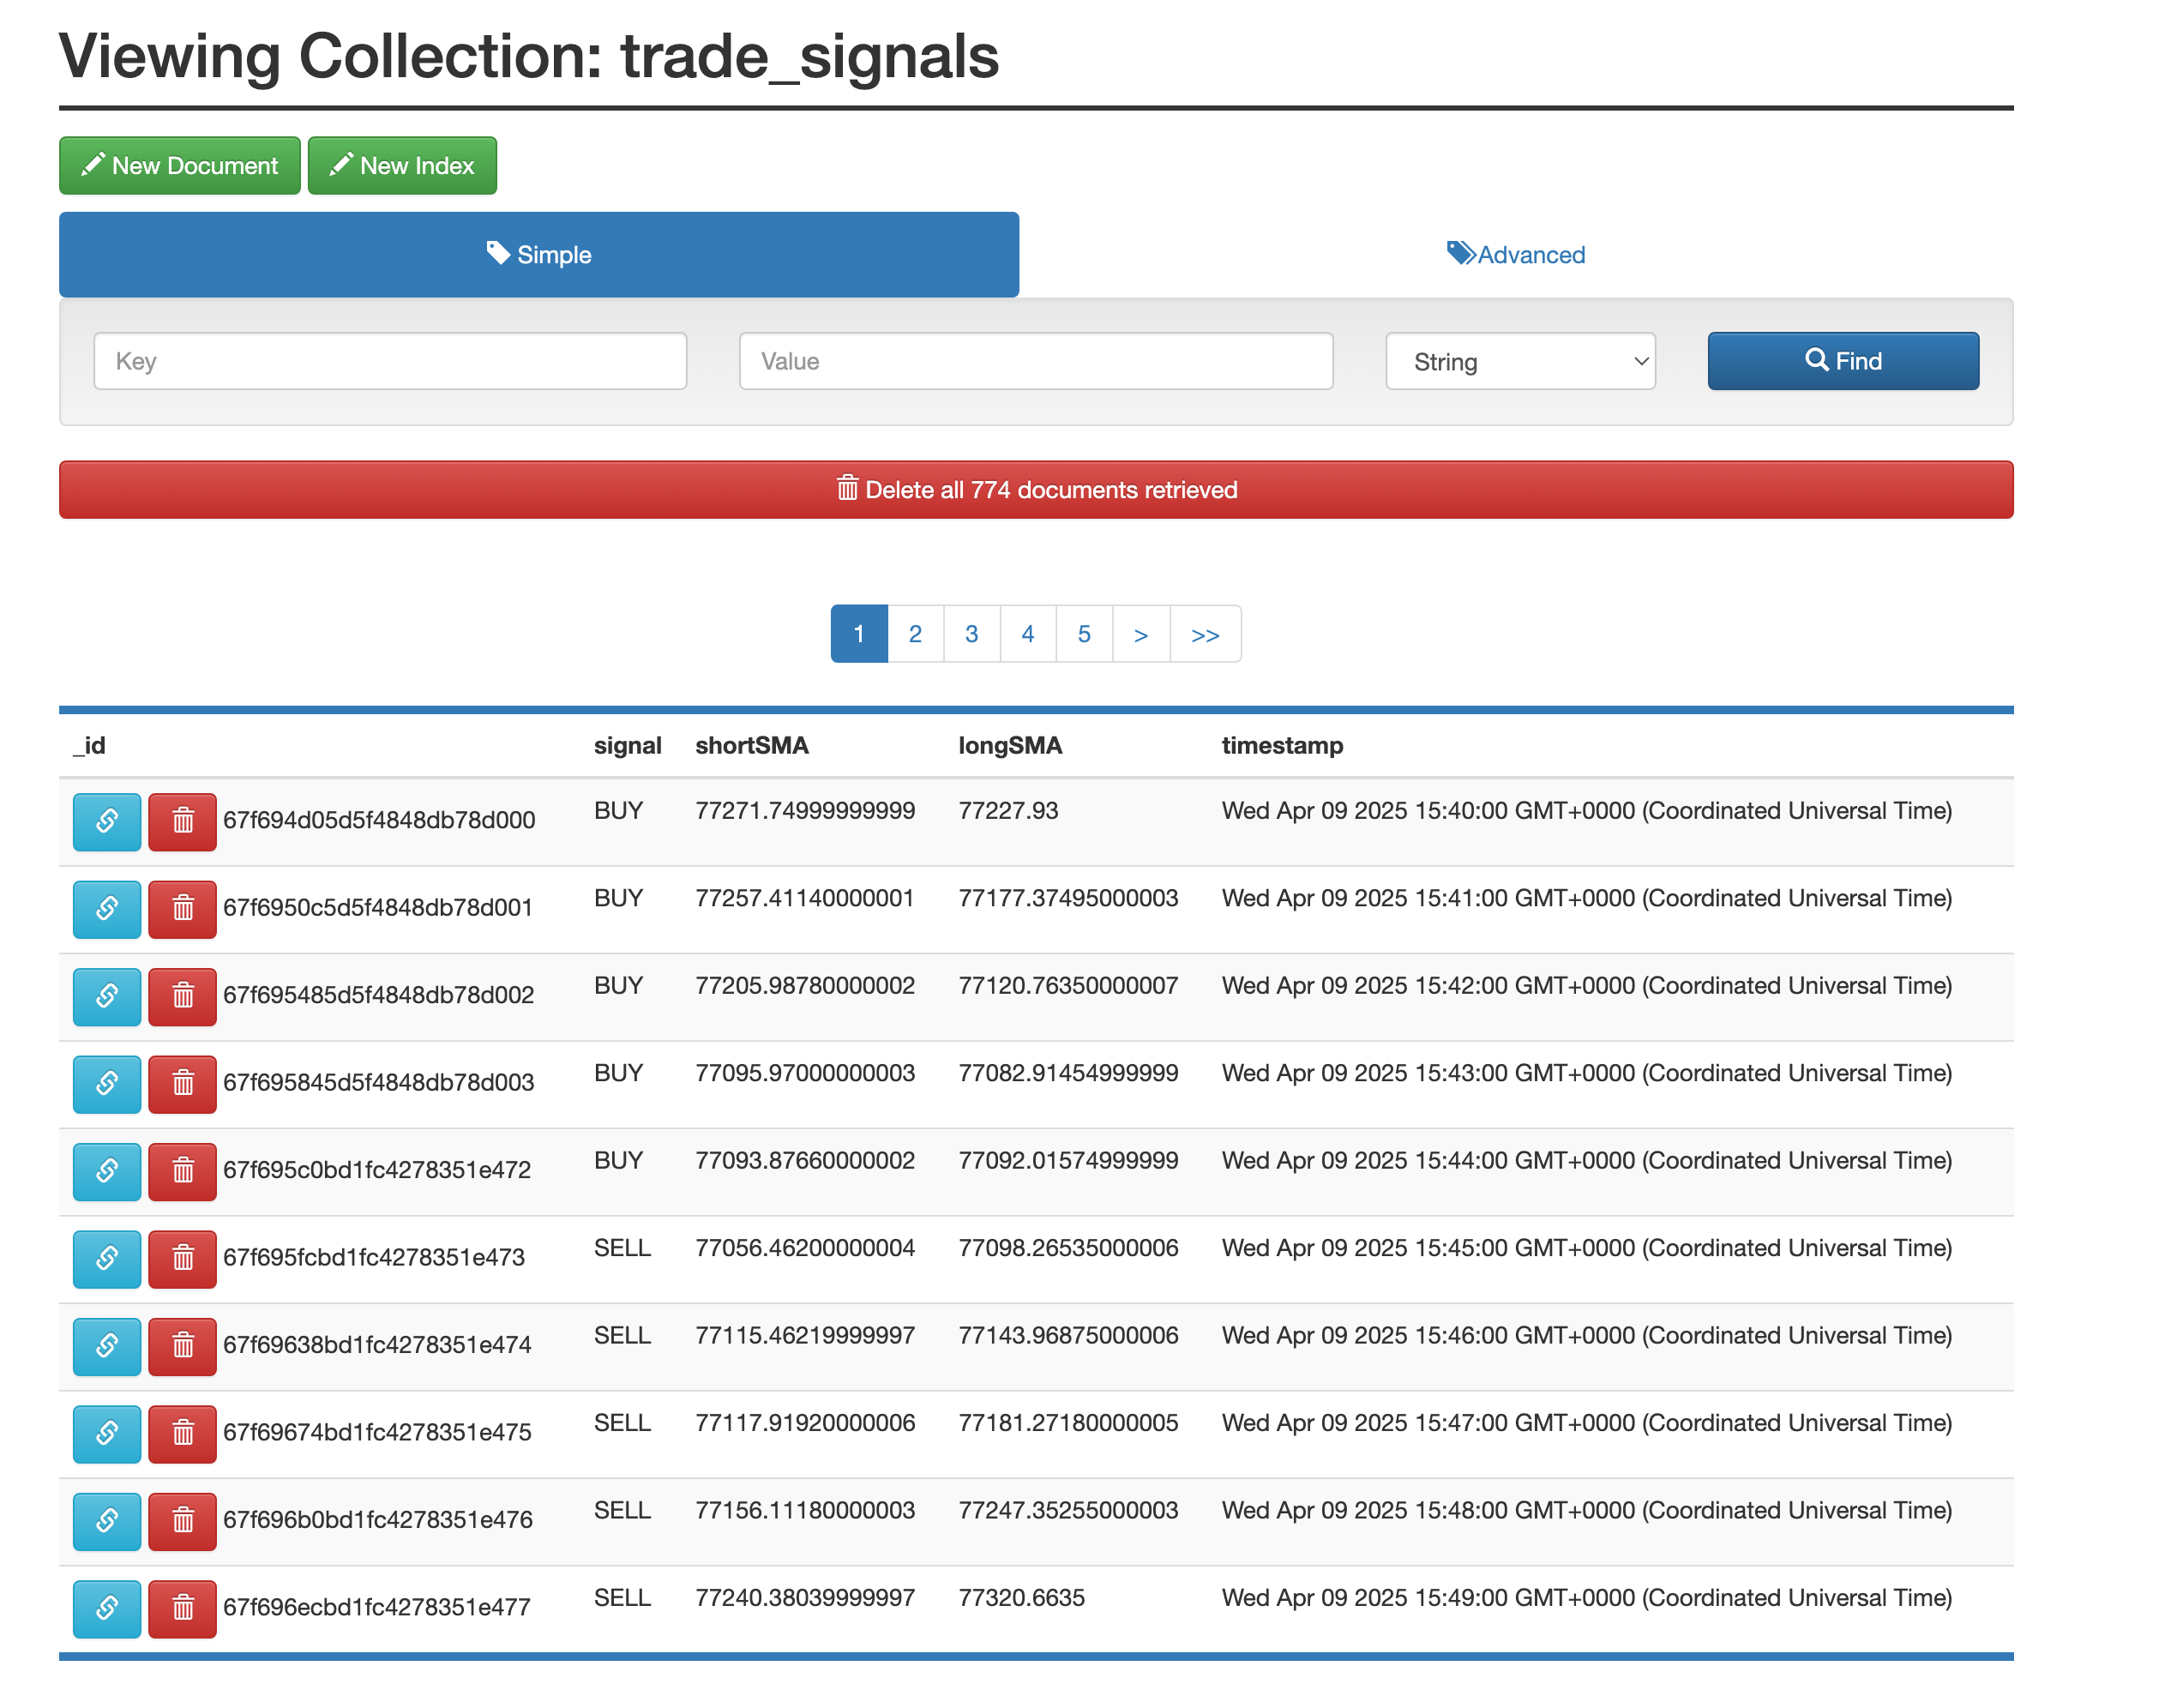 Viewing Collection: trade_signals
New Document New Index
Simple Advanced
Key Value String Find
Delete all 774 documents retrieved
1 2 3 4 5 > >>
_id signal shortSMA longSMA timestamp
67f694d05d5f4848db78d000 BUY 77271.74999999999 77227.93 Wed Apr 09 2025 15:40:00 GMT+0000 (Coordinated Universal Time)
67f6950c5d5f4848db78d001 BUY 77257.41140000001 77177.37495000003 Wed Apr 09 2025 15:41:00 GMT+0000 (Coordinated Universal Time)
67f695485d5f4848db78d002 BUY 77205.98780000002 77120.76350000007 Wed Apr 09 2025 15:42:00 GMT+0000 (Coordinated Universal Time)
67f695845d5f4848db78d003 BUY 77095.97000000003 77082.91454999999 Wed Apr 09 2025 15:43:00 GMT+0000 (Coordinated Universal Time)
67f695c0bd1fc4278351e472 BUY 77093.87660000002 77092.01574999999 Wed Apr 09 2025 15:44:00 GMT+0000 (Coordinated Universal Time)
67f695fcbd1fc4278351e473 SELL 77056.46200000004 77098.26535000006 Wed Apr 09 2025 15:45:00 GMT+0000 (Coordinated Universal Time)
67f69638bd1fc4278351e474 SELL 77115.46219999997 77143.96875000006 Wed Apr 09 2025 15:46:00 GMT+0000 (Coordinated Universal Time)
67f69674bd1fc4278351e475 SELL 77117.91920000006 77181.27180000005 Wed Apr 09 2025 15:47:00 GMT+0000 (Coordinated Universal Time)
67f696b0bd1fc4278351e476 SELL 77156.11180000003 77247.35255000003 Wed Apr 09 2025 15:48:00 GMT+0000 (Coordinated Universal Time)
67f696ecbd1fc4278351e477 SELL 77240.38039999997 77320.6635 Wed Apr 09 2025 15:49:00 GMT+0000 (Coordinated Universal Time)